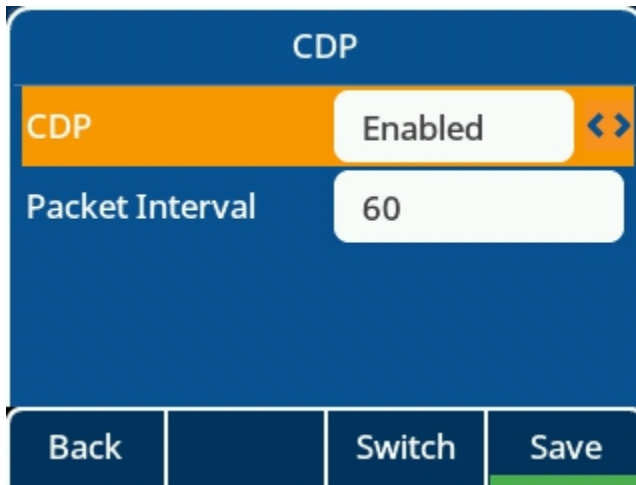 CDP
CDP Enabled
Packet Interval 60
Back Switch Save